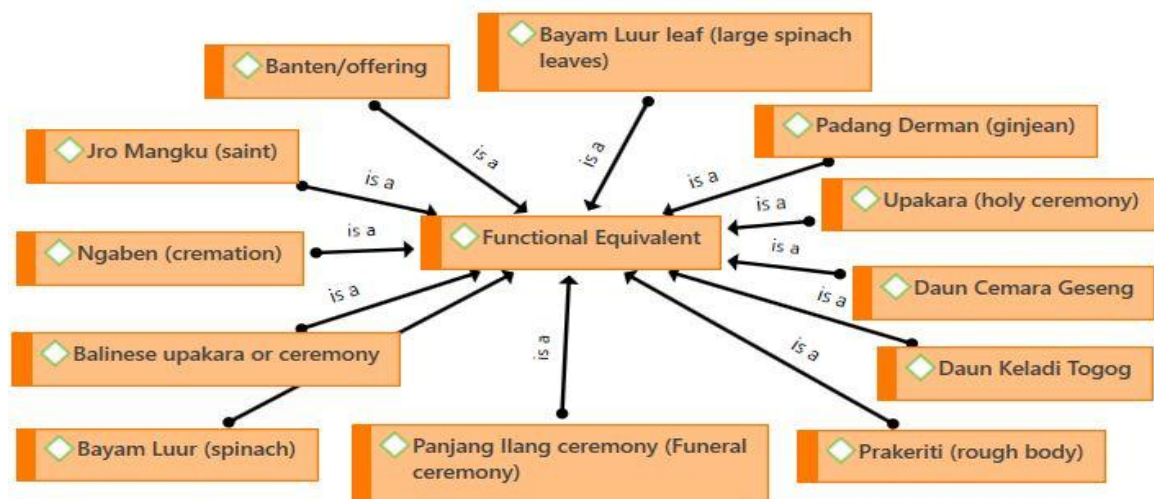 Bayam Luur leaf (large spinach
leaves)
Banten/offering
Padang Derman (ginjean)
Jro Mangku (saint)
is a
is a
is a
is a
Upakara (holy ceremony)
is a
Functional Equivalent
Ngaben (cremation)
is a
is a
Daun Cemara Geseng
is a
is a
Balinese upakara or ceremony
is a
is a
Daun Keladi Togog
Bayam Luur (spinach)
Panjang Ilang ceremony (Funeral
ceremony)
Prakeriti (rough body)